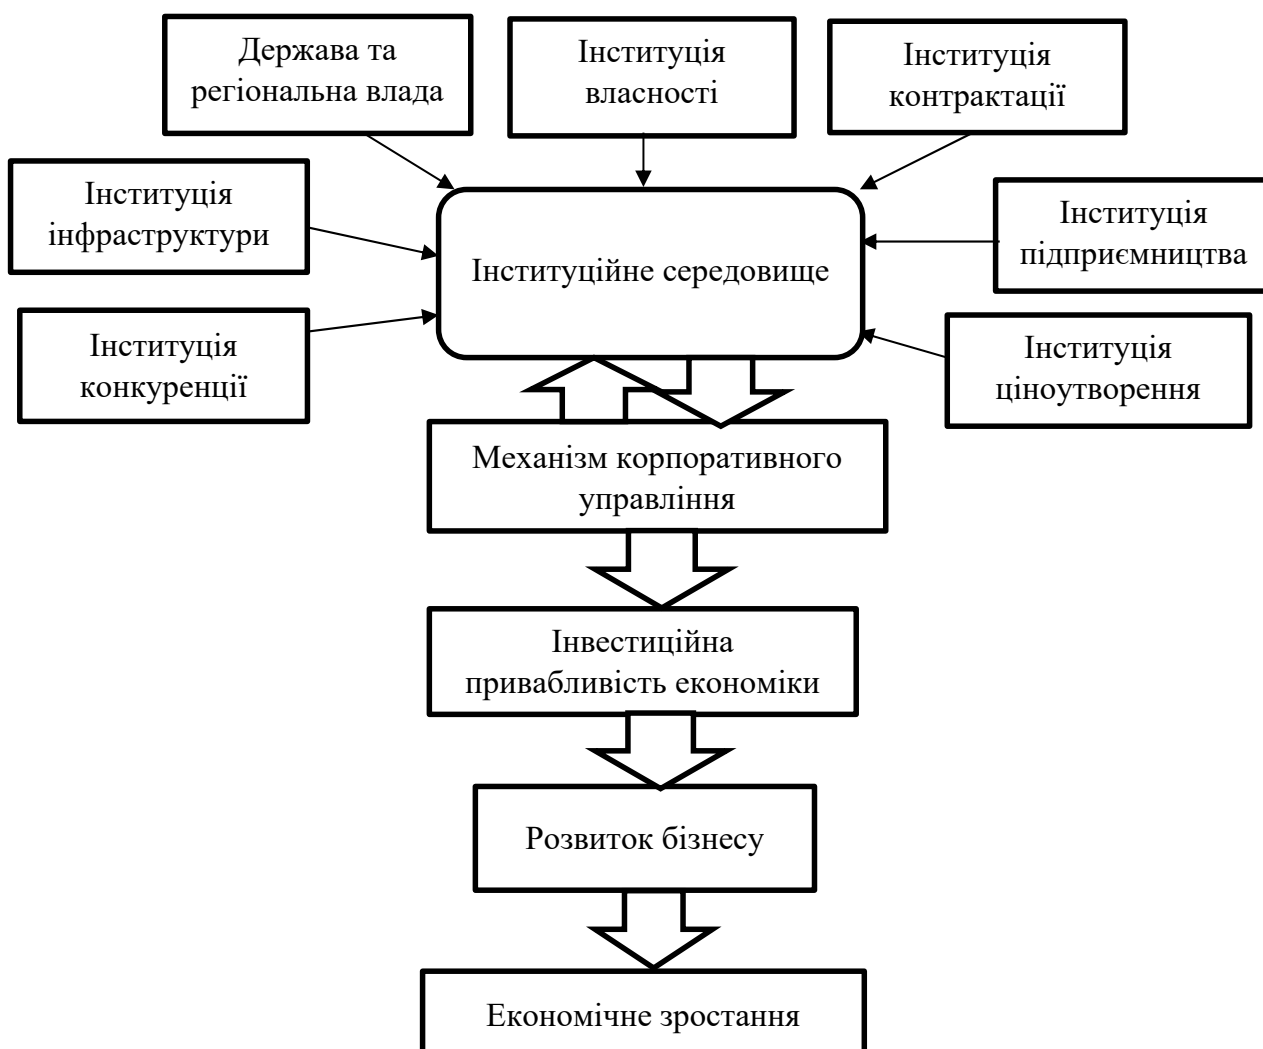 Держава та
регіональна влада
Інституція
власності
Інституція
контрактації
Інституція
інфраструктури
Інституційне середовище
Інституція
підприємництва
Інституція
конкуренції
Інституція
ціноутворення
Механізм корпоративного
управління
Інвестиційна
привабливість економіки
Розвиток бізнесу
Економічне зростання